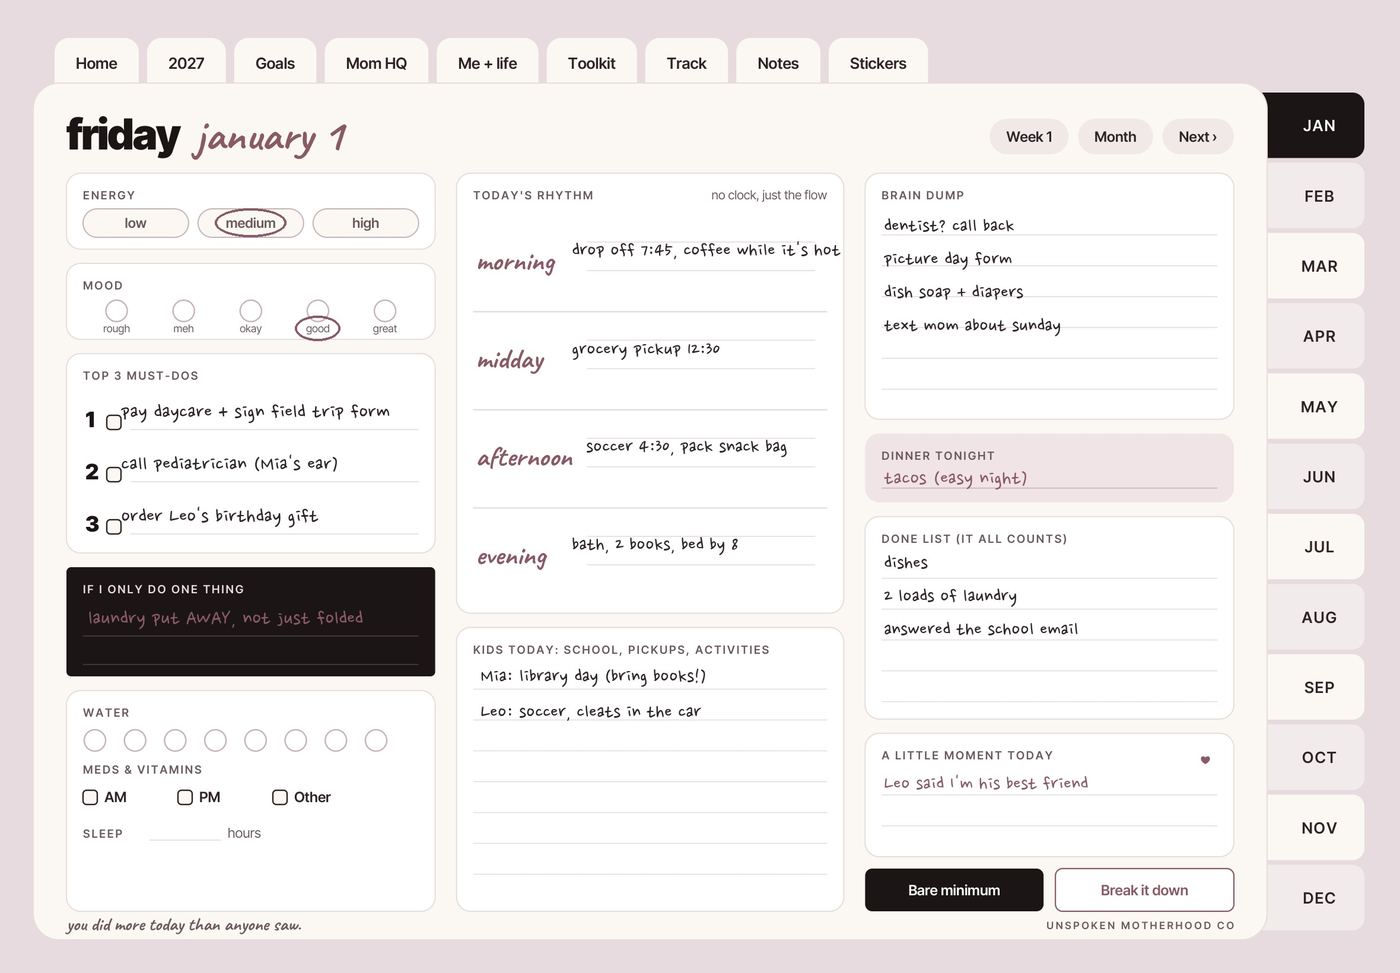 Home
2027
Goals
Mom HQ
Me + life
Toolkit
Track
Notes
Stickers
friday january 1
Week 1
Month
Next ›
ENERGY
low
medium
high
MOOD
rough
meh
okay
good
great
TOP 3 MUST-DOS
1 pay daycare + sign field trip form
2 call pediatrician (Mia's ear)
3 order Leo's birthday gift
IF I ONLY DO ONE THING
laundry put AWAY, not just folded
WATER
MEDS & VITAMINS
AM
PM
Other
SLEEP
hours
you did more today than anyone saw.
TODAY'S RHYTHM
no clock, just the flow
morning
drop off 7:45, coffee while it's hot
midday
grocery pickup 12:30
afternoon
soccer 4:30, pack snack bag
evening
bath, 2 books, bed by 8
KIDS TODAY: SCHOOL, PICKUPS, ACTIVITIES
Mia: library day (bring books!)
Leo: soccer, cleats in the car
BRAIN DUMP
dentist? call back
picture day form
dish soap + diapers
text mom about sunday
DINNER TONIGHT
tacos (easy night)
DONE LIST (IT ALL COUNTS)
dishes
2 loads of laundry
answered the school email
A LITTLE MOMENT TODAY
Leo said I'm his best friend
Bare minimum
Break it down
UNSPOKEN MOTHERHOOD CO
JAN
FEB
MAR
APR
MAY
JUN
JUL
AUG
SEP
OCT
NOV
DEC